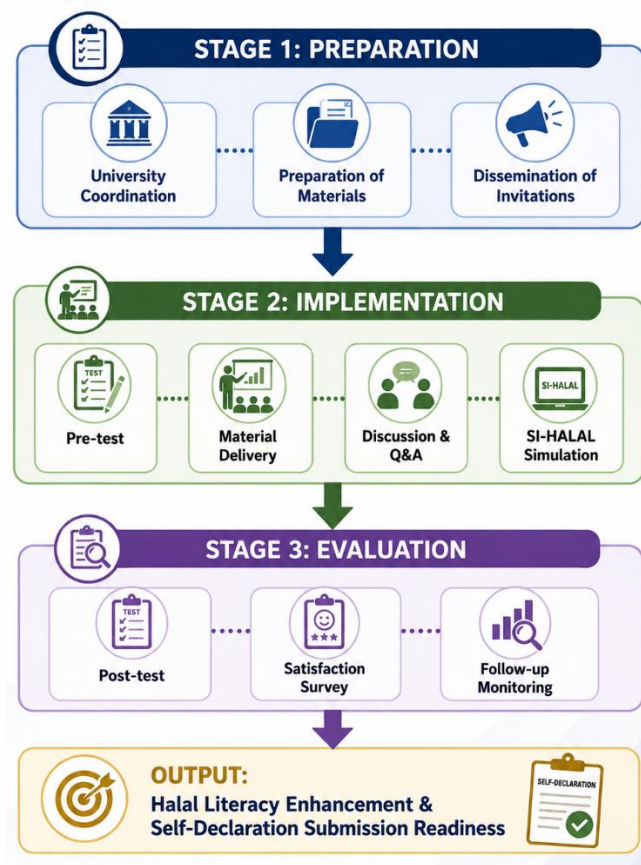 STAGE 1: PREPARATION
University
Coordination
Preparation of
Materials
Dissemination of
Invitations
STAGE 2: IMPLEMENTATION
TEST
Pre-test
Material
Delivery
Discussion &
Q&A
SI-HALAL
SI-HALAL
Simulation
STAGE 3: EVALUATION
TEST
Post-test
Satisfaction
Survey
Follow-up
Monitoring
OUTPUT:
Halal Literacy Enhancement &
Self-Declaration Submission Readiness
SELF-DECLARATION